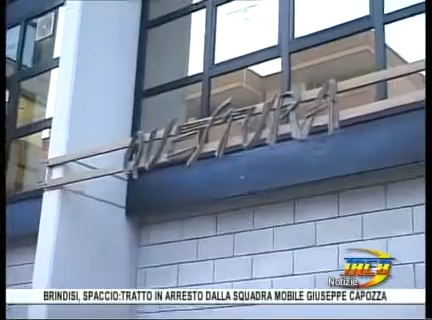 QUESTURA
TRCB
Notizie
BRINDISI, SPACCIO:TRATTO IN ARRESTO DALLA SQUADRA MOBILE GIUSEPPE CAPOZZA